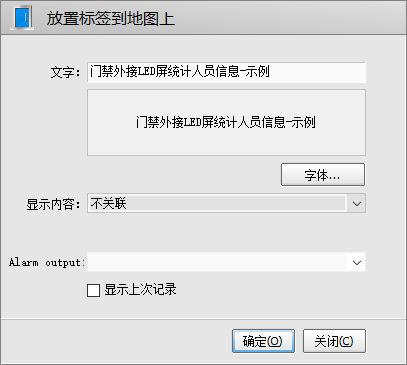 放置标签到地图上
文字: 门禁外接LED屏统计人员信息-示例
门禁外接LED屏统计人员信息-示例
字体...
显示内容: 不关联
Alarm output:
显示上次记录
确定(O) 关闭(C)